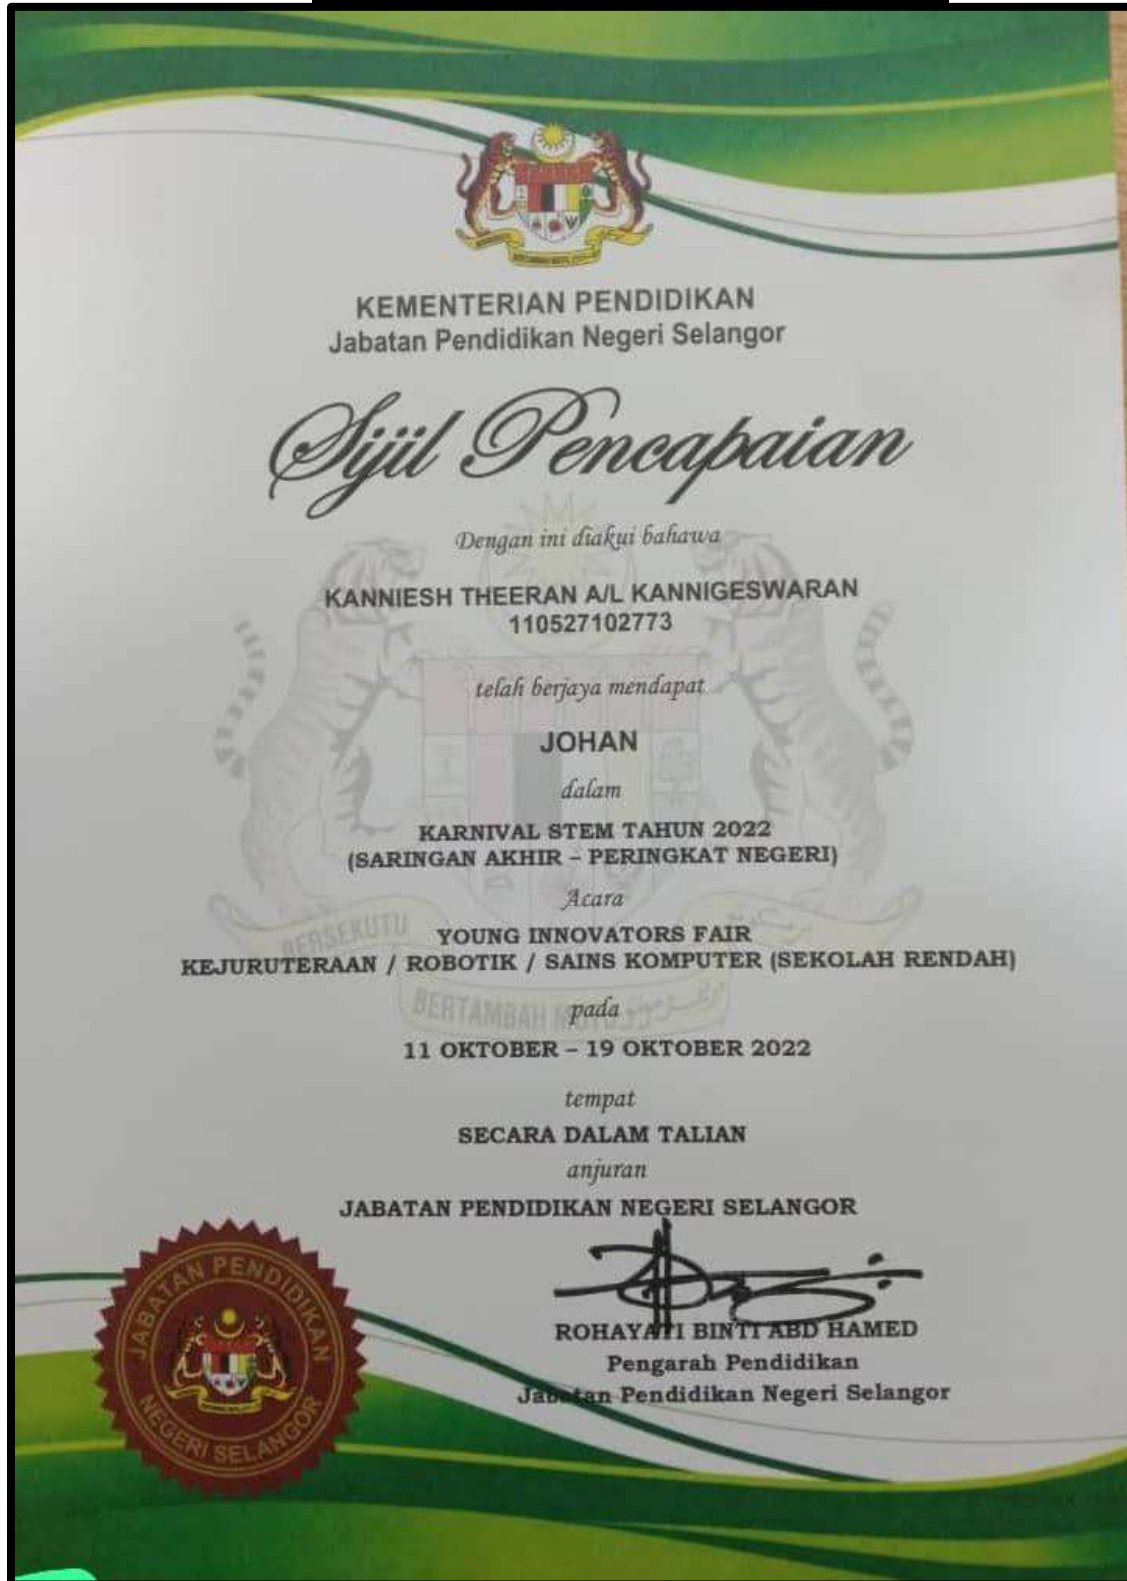 KEMENTERIAN PENDIDIKAN
Jabatan Pendidikan Negeri Selangor
Sijil Pencapaian
Dengan ini diakui bahawa
KANNIESH THEERAN A/L KANNIGESWARAN
110527102773
telah berjaya mendapat
JOHAN
dalam
KARNIVAL STEM TAHUN 2022
(SARINGAN AKHIR – PERINGKAT NEGERI)
Acara
BERSEKUTU
YOUNG INNOVATORS FAIR
KEJURUTERAAN / ROBOTIK / SAINS KOMPUTER (SEKOLAH RENDAH)
BERTAMBAH MUTU
pada
11 OKTOBER – 19 OKTOBER 2022
tempat
SECARA DALAM TALIAN
anjuran
JABATAN PENDIDIKAN NEGERI SELANGOR
JABATAN PENDIDIKAN
NEGERI SELANGOR
ROHAYATI BINTI ABD HAMED
Pengarah Pendidikan
Jabatan Pendidikan Negeri Selangor